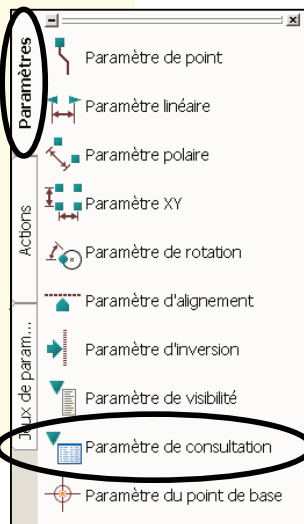 Paramètres
Actions
Jeux de param...
Paramètre de point
Paramètre linéaire
Paramètre polaire
Paramètre XY
Paramètre de rotation
Paramètre d'alignement
Paramètre d'inversion
Paramètre de visibilité
Paramètre de consultation
Paramètre du point de base